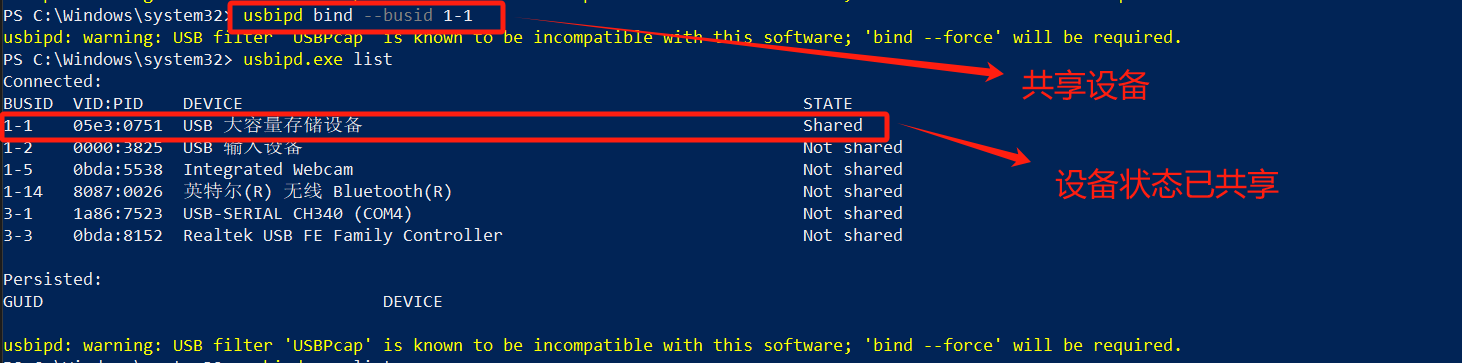 PS C:\Windows\system32> usbipd bind --busid 1-1
usbipd: warning: USB filter 'USBPcap' is known to be incompatible with this software; 'bind --force' will be required.
PS C:\Windows\system32> usbipd.exe list
Connected:
共享设备
BUSID VID:PID DEVICE STATE
1-1 05e3:0751 USB 大容量存储设备 Shared
1-2 0000:3825 USB 输入设备 Not shared
1-5 0bda:5538 Integrated Webcam Not shared
1-14 8087:0026 英特尔(R) 无线 Bluetooth(R) Not shared
设备状态已共享
3-1 1a86:7523 USB-SERIAL CH340 (COM4) Not shared
3-3 0bda:8152 Realtek USB FE Family Controller Not shared
Persisted:
GUID DEVICE
usbipd: warning: USB filter 'USBPcap' is known to be incompatible with this software; 'bind --force' will be required.